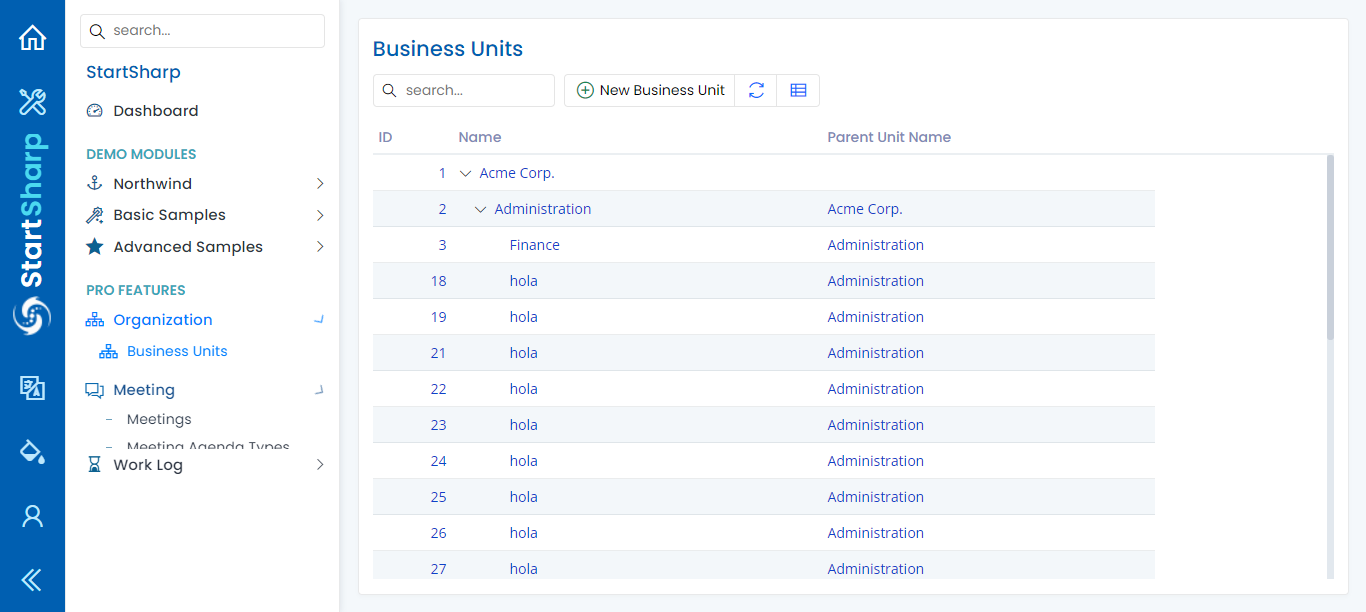 StartSharp
search...
StartSharp
Dashboard
DEMO MODULES
Northwind
Basic Samples
Advanced Samples
PRO FEATURES
Organization
Business Units
Meeting
Meetings
Meeting Agenda Types
Work Log
Business Units
search...
New Business Unit
ID Name Parent Unit Name
1 Acme Corp.
2 Administration Acme Corp.
3 Finance Administration
18 hola Administration
19 hola Administration
21 hola Administration
22 hola Administration
23 hola Administration
24 hola Administration
25 hola Administration
26 hola Administration
27 hola Administration